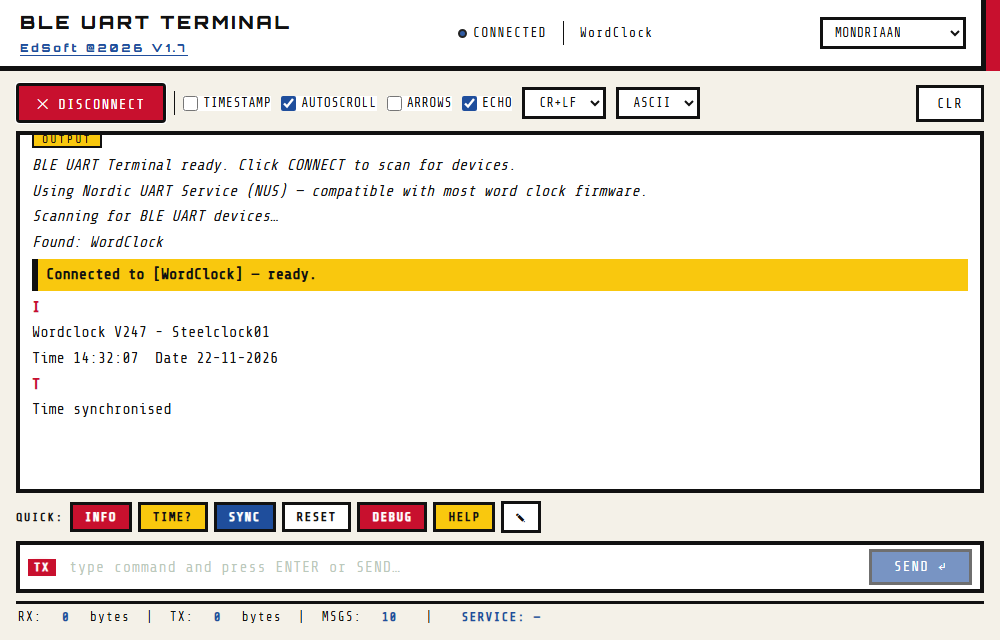 BLE UART TERMINAL
EdSoft @2026 V1.7
CONNECTED
WordClock
MONDRIAAN
DISCONNECT
TIMESTAMP
AUTOSCROLL
ARROWS
ECHO
CR+LF
ASCII
CLR
OUTPUT
BLE UART Terminal ready. Click CONNECT to scan for devices.
Using Nordic UART Service (NUS) — compatible with most word clock firmware.
Scanning for BLE UART devices…
Found: WordClock
Connected to [WordClock] — ready.
I
Wordclock V247 - Steelclock01
Time 14:32:07  Date 22-11-2026
T
Time synchronised
QUICK:
INFO
TIME?
SYNC
RESET
DEBUG
HELP
TX
type command and press ENTER or SEND…
SEND ↵
RX: 0 bytes | TX: 0 bytes | MSGS: 10 | SERVICE: —